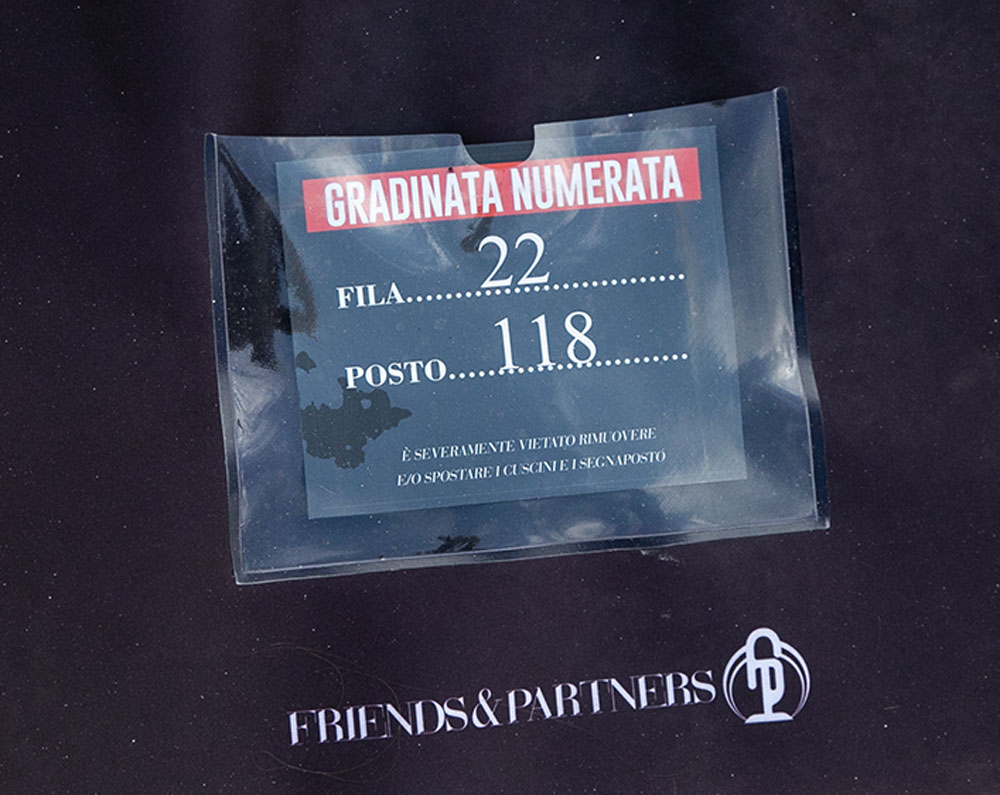 GRADINATA NUMERATA
FILA.............22..............
POSTO.........118.............
È SEVERAMENTE VIETATO RIMUOVERE
E/O SPOSTARE I CUSCINI E I SEGNAPOSTO
FRIENDS&PARTNERS